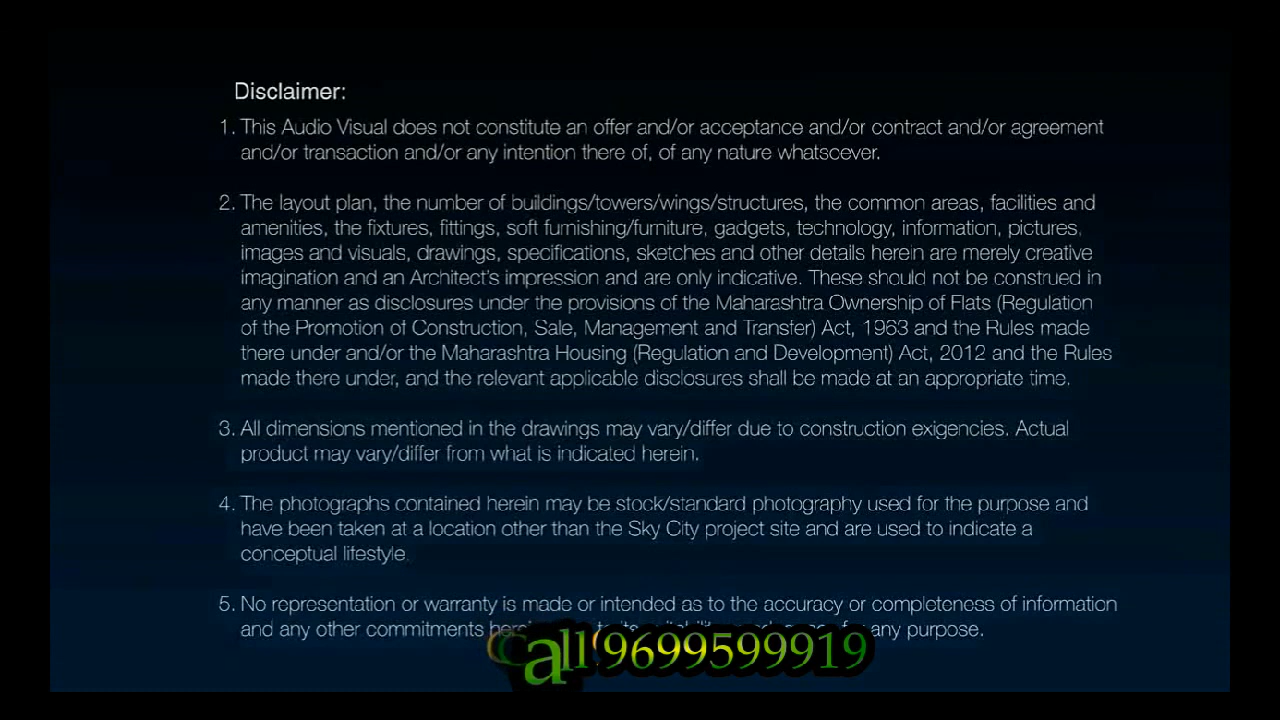 Disclaimer:
1. This Audio Visual does not constitute an offer and/or acceptance and/or contract and/or agreement
and/or transaction and/or any intention there of, of any nature whatsoever.
2. The layout plan, the number of buildings/towers/wings/structures, the common areas, facilities and
amenities, the fixtures, fittings, soft furnishing/furniture, gadgets, technology, information, pictures,
images and visuals, drawings, specifications, sketches and other details herein are merely creative
imagination and an Architect's impression and are only indicative. These should not be construed in
any manner as disclosures under the provisions of the Maharashtra Ownership of Flats (Regulation
of the Promotion of Construction, Sale, Management and Transfer) Act, 1963 and the Rules made
there under and/or the Maharashtra Housing (Regulation and Development) Act, 2012 and the Rules
made there under, and the relevant applicable disclosures shall be made at an appropriate time.
3. All dimensions mentioned in the drawings may vary/differ due to construction exigencies. Actual
product may vary/differ from what is indicated herein.
4. The photographs contained herein may be stock/standard photography used for the purpose and
have been taken at a location other than the Sky City project site and are used to indicate a
conceptual lifestyle.
5. No representation or warranty is made or intended as to the accuracy or completeness of information
and any other commitments any purpose.
Call 9699599919